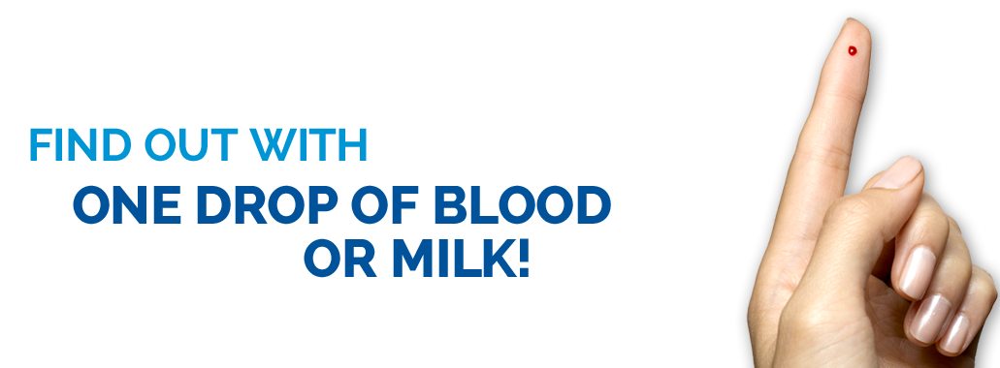 FIND OUT WITH
ONE DROP OF BLOOD
OR MILK!